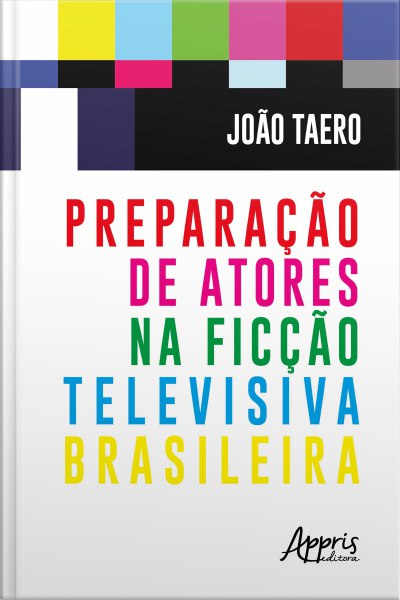 JOÃO TAERO
PREPARAÇÃO
DE ATORES
NA FICÇÃO
TELEVISIVA
BRASILEIRA
Appris
editora